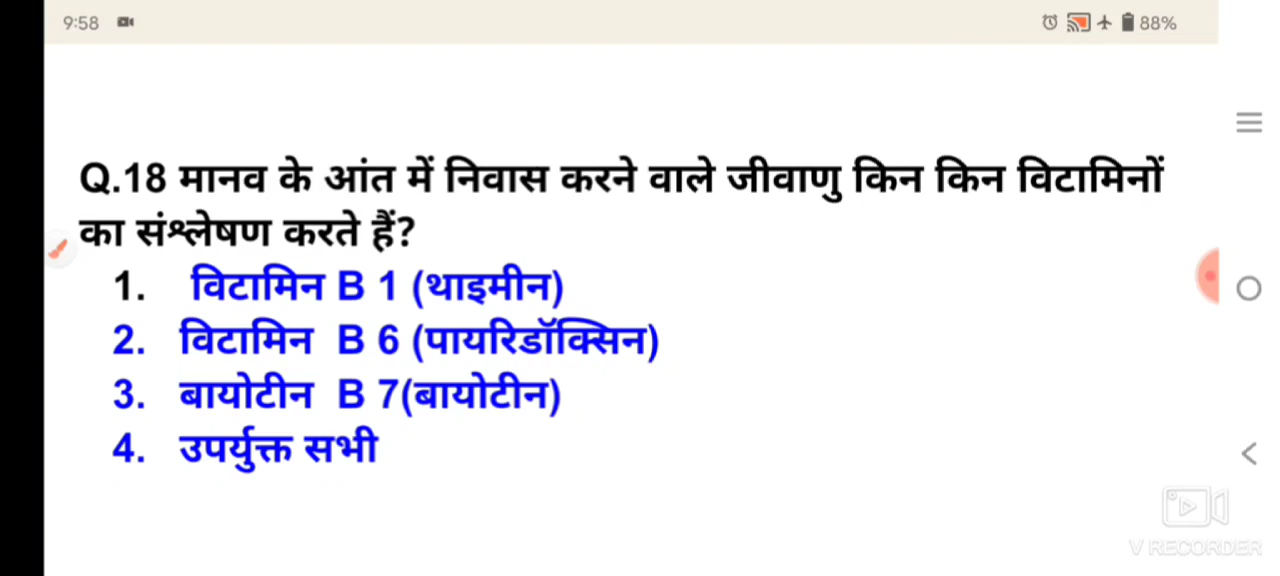 9:58
88%
Q.18 मानव के आंत में निवास करने वाले जीवाणु किन किन विटामिनों
का संश्लेषण करते हैं?
1. विटामिन B 1 (थाइमीन)
2. विटामिन B 6 (पायरिडॉक्सिन)
3. बायोटीन B 7(बायोटीन)
4. उपर्युक्त सभी
V RECORDER